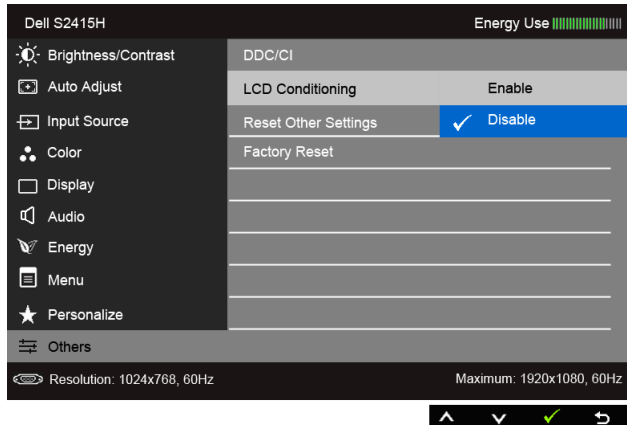 Dell S2415H Energy Use
Brightness/Contrast DDC/CI
Auto Adjust LCD Conditioning Enable
Input Source Reset Other Settings Disable
Color Factory Reset
Display
Audio
Energy
Menu
Personalize
Others
Resolution: 1024x768, 60Hz Maximum: 1920x1080, 60Hz